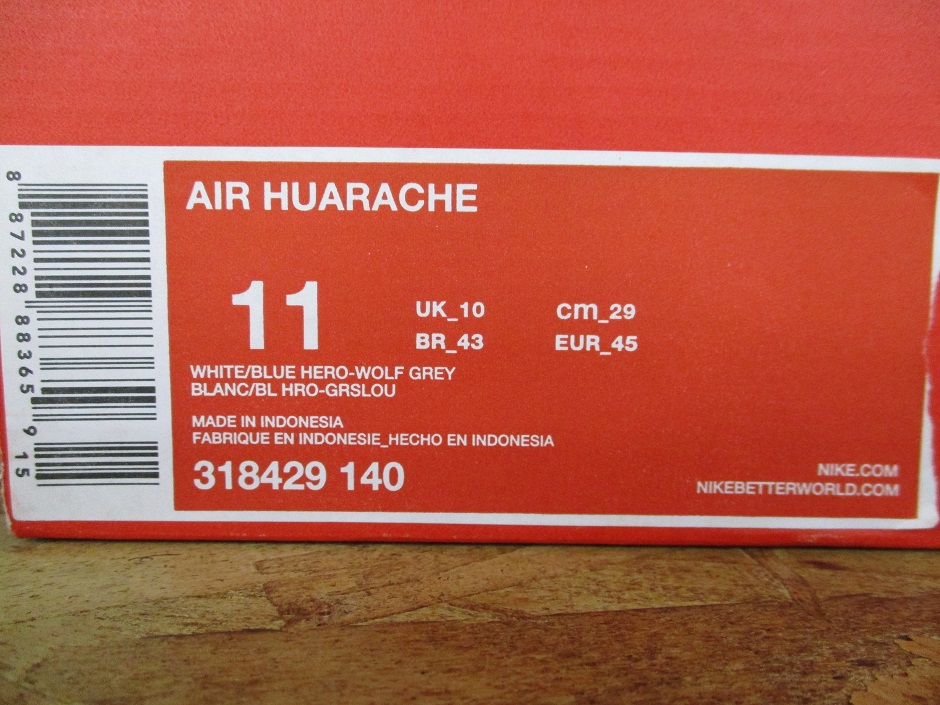 AIR HUARACHE
11
UK_10 cm_29
BR_43 EUR_45
WHITE/BLUE HERO-WOLF GREY
BLANC/BL HRO-GRSLOU
MADE IN INDONESIA
FABRIQUE EN INDONESIE_HECHO EN INDONESIA
318429 140
NIKE.COM
NIKEBETTERWORLD.COM
8 87228 88365 9 15